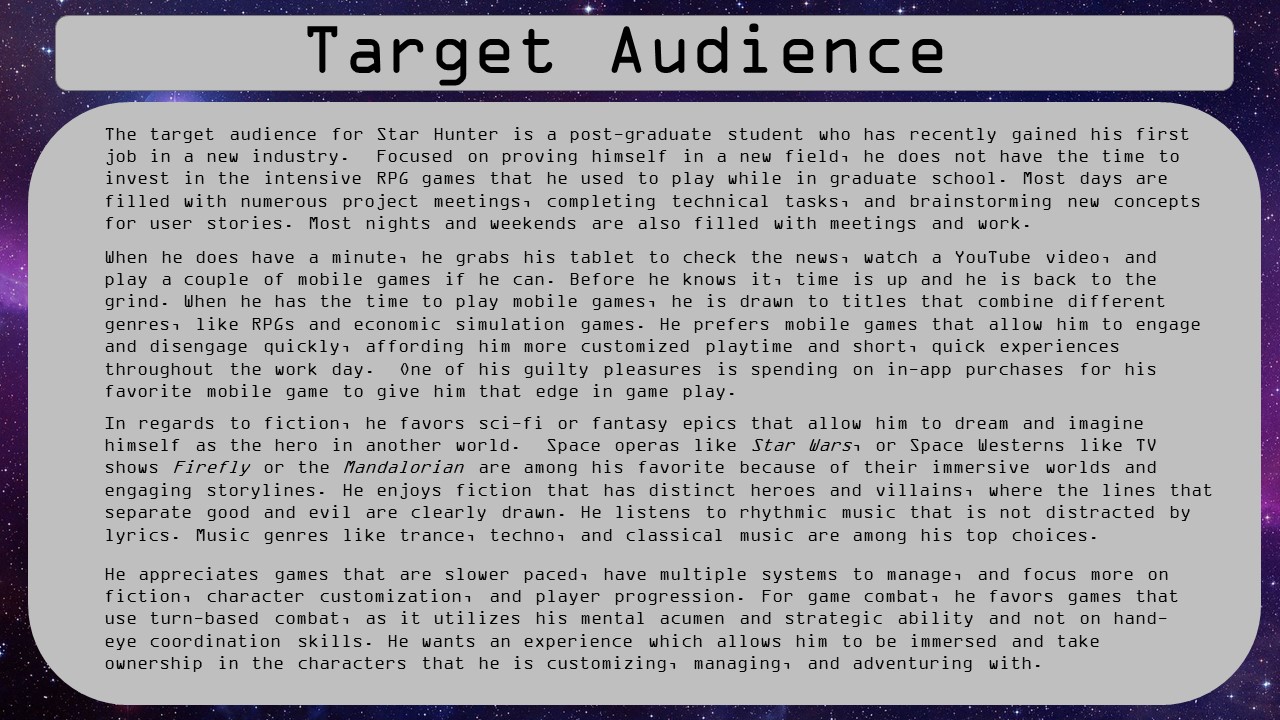 Target Audience
The target audience for Star Hunter is a post-graduate student who has recently gained his first
job in a new industry.  Focused on proving himself in a new field, he does not have the time to
invest in the intensive RPG games that he used to play while in graduate school. Most days are
filled with numerous project meetings, completing technical tasks, and brainstorming new concepts
for user stories. Most nights and weekends are also filled with meetings and work.
When he does have a minute, he grabs his tablet to check the news, watch a YouTube video, and
play a couple of mobile games if he can. Before he knows it, time is up and he is back to the
grind. When he has the time to play mobile games, he is drawn to titles that combine different
genres, like RPGs and economic simulation games. He prefers mobile games that allow him to engage
and disengage quickly, affording him more customized playtime and short, quick experiences
throughout the work day.  One of his guilty pleasures is spending on in-app purchases for his
favorite mobile game to give him that edge in game play.
In regards to fiction, he favors sci-fi or fantasy epics that allow him to dream and imagine
himself as the hero in another world.  Space operas like Star Wars, or Space Westerns like TV
shows Firefly or the Mandalorian are among his favorite because of their immersive worlds and
engaging storylines. He enjoys fiction that has distinct heroes and villains, where the lines that
separate good and evil are clearly drawn. He listens to rhythmic music that is not distracted by
lyrics. Music genres like trance, techno, and classical music are among his top choices.
He appreciates games that are slower paced, have multiple systems to manage, and focus more on
fiction, character customization, and player progression. For game combat, he favors games that
use turn-based combat, as it utilizes his mental acumen and strategic ability and not on hand-
eye coordination skills. He wants an experience which allows him to be immersed and take
ownership in the characters that he is customizing, managing, and adventuring with.